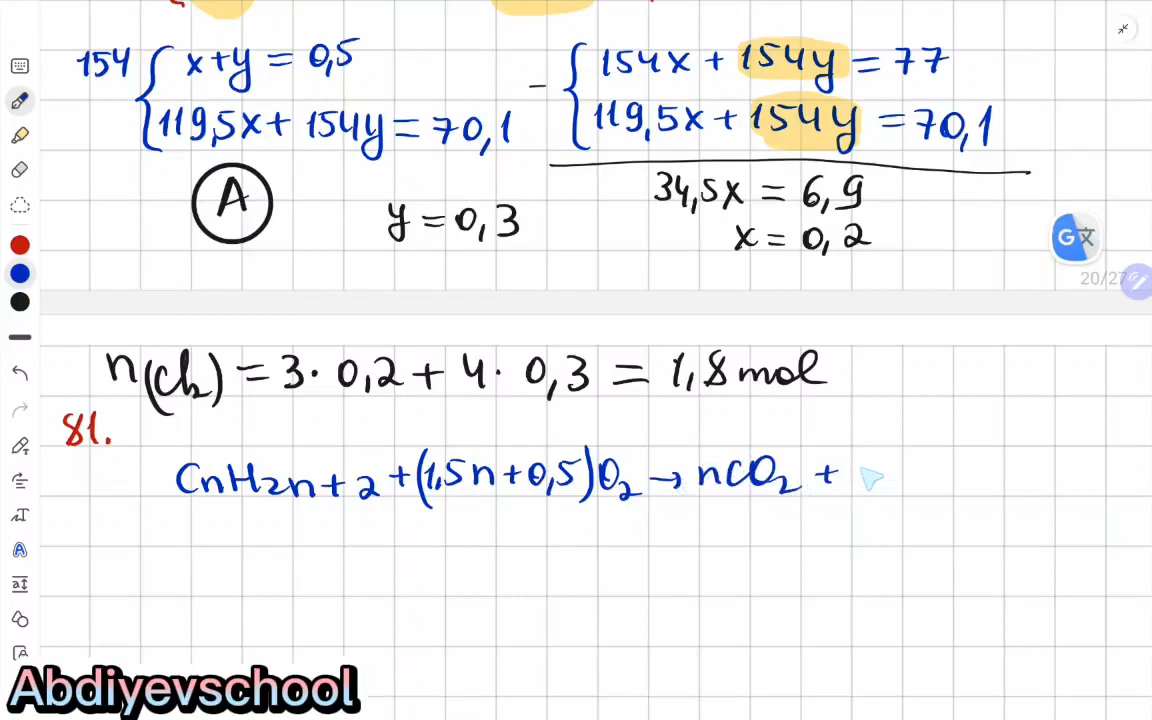 154 { x+y = 0,5
119,5x + 154y = 70,1
- { 154x + 154y = 77
119,5x + 154y = 70,1
34,5x = 6,9
x = 0,2
A
y = 0,3
20/27
n(Cl2) = 3 · 0,2 + 4 · 0,3 = 1,8 mol
81.
CnH2n+2 + (1,5n+0,5)O2 → nCO2 +
Abdiyevschool